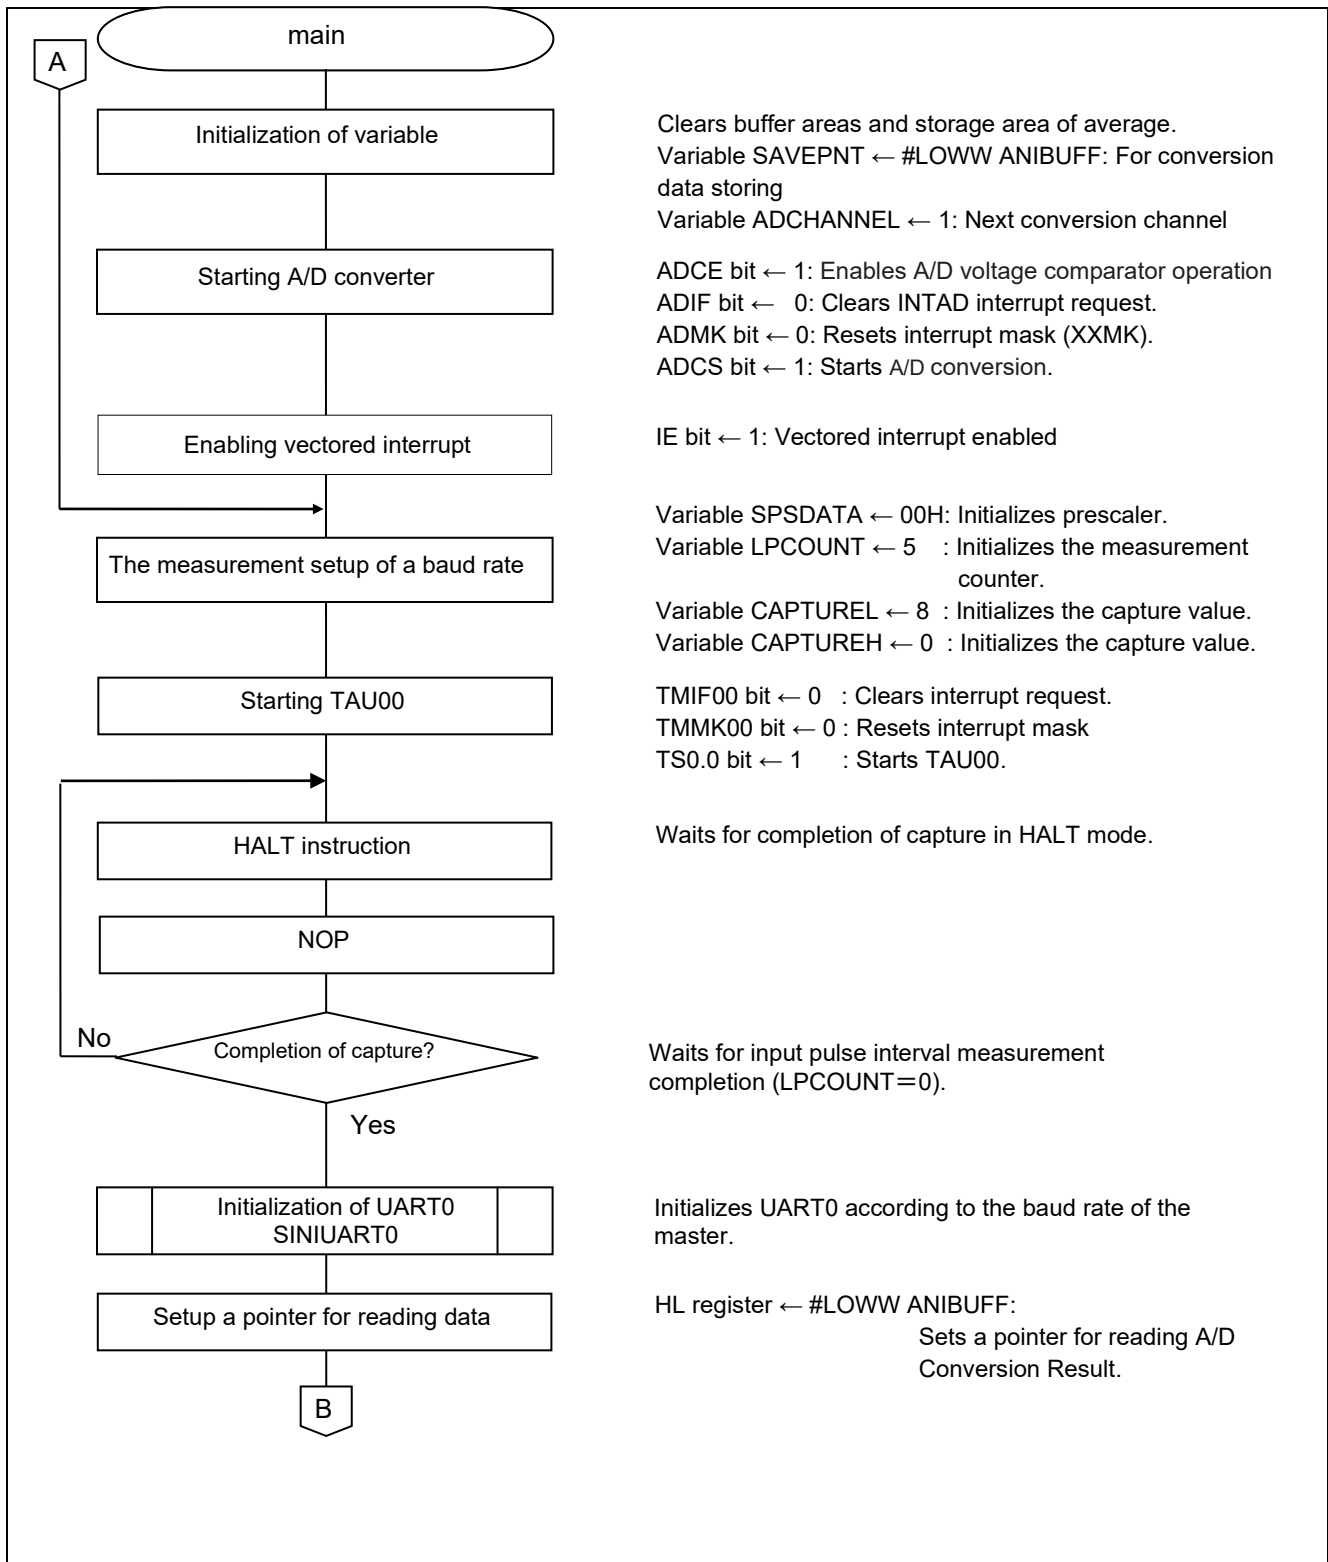 main
A
Initialization of variable
Clears buffer areas and storage area of average.
Variable SAVEPNT ← #LOWW ANIBUFF: For conversion
data storing
Variable ADCHANNEL ← 1: Next conversion channel
Starting A/D converter
ADCE bit ← 1: Enables A/D voltage comparator operation
ADIF bit ← 0: Clears INTAD interrupt request.
ADMK bit ← 0: Resets interrupt mask (XXMK).
ADCS bit ← 1: Starts A/D conversion.
Enabling vectored interrupt
IE bit ← 1: Vectored interrupt enabled
The measurement setup of a baud rate
Variable SPSDATA ← 00H: Initializes prescaler.
Variable LPCOUNT ← 5 : Initializes the measurement
counter.
Variable CAPTUREL ← 8 : Initializes the capture value.
Variable CAPTUREH ← 0 : Initializes the capture value.
Starting TAU00
TMIF00 bit ← 0 : Clears interrupt request.
TMMK00 bit ← 0 : Resets interrupt mask
TS0.0 bit ← 1 : Starts TAU00.
HALT instruction
Waits for completion of capture in HALT mode.
NOP
No
Completion of capture?
Waits for input pulse interval measurement
completion (LPCOUNT＝0).
Yes
Initialization of UART0
SINIUART0
Initializes UART0 according to the baud rate of the
master.
Setup a pointer for reading data
HL register ← #LOWW ANIBUFF:
Sets a pointer for reading A/D
Conversion Result.
B